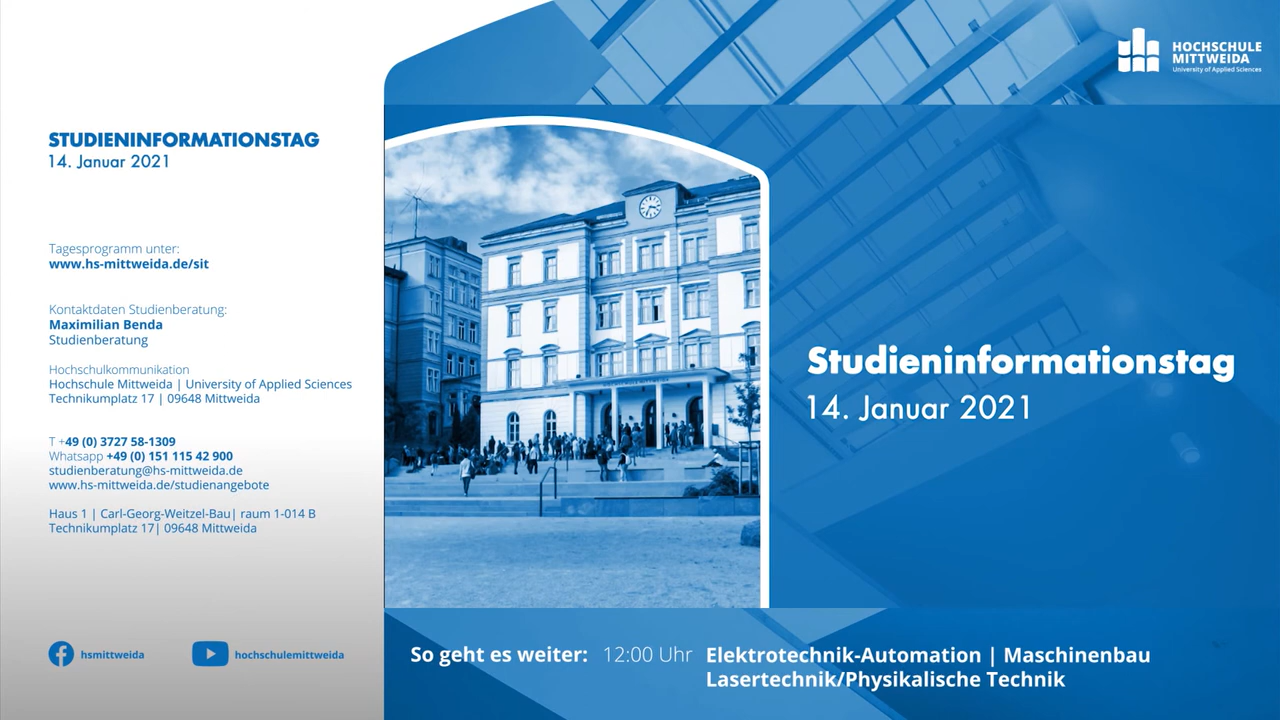 HOCHSCHULE
MITTWEIDA
University of Applied Sciences
STUDIENINFORMATIONSTAG
14. Januar 2021
Tagesprogramm unter:
www.hs-mittweida.de/sit
Kontaktdaten Studienberatung:
Maximilian Benda
Studienberatung
Hochschulkommunikation
Hochschule Mittweida | University of Applied Sciences
Technikumplatz 17 | 09648 Mittweida
T +49 (0) 3727 58-1309
Whatsapp +49 (0) 151 115 42 900
studienberatung@hs-mittweida.de
www.hs-mittweida.de/studienangebote
Haus 1 | Carl-Georg-Weitzel-Bau| raum 1-014 B
Technikumplatz 17| 09648 Mittweida
hsmittweida
hochschulemittweida
Studieninformationstag
14. Januar 2021
So geht es weiter: 12:00 Uhr Elektrotechnik-Automation | Maschinenbau
Lasertechnik/Physikalische Technik